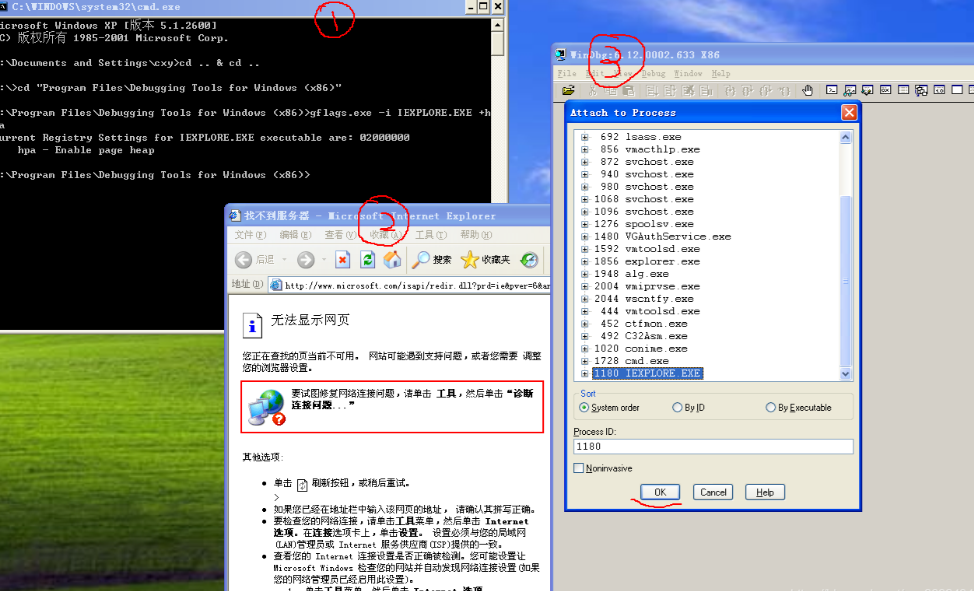 C:\WINDOWS\system32\cmd.exe
icrosoft Windows XP [版本 5.1.2600]
C) 版权所有 1985-2001 Microsoft Corp.
:\Documents and Settings\cxy>cd .. & cd ..
:\>cd "Program Files\Debugging Tools for Windows (x86)"
:\Program Files\Debugging Tools for Windows (x86)>gflags.exe -i IEXPLORE.EXE +h
a
urrent Registry Settings for IEXPLORE.EXE executable are: 02000000
hpa - Enable page heap
:\Program Files\Debugging Tools for Windows (x86)>
1
找不到服务器 - Microsoft Internet Explorer
2
文件(F) 编辑(E) 查看(V) 收藏(A) 工具(T) 帮助(H)
后退 搜索 收藏夹
地址(D) http://www.microsoft.com/isapi/redir.dll?prd=ie&pver=6&ar
无法显示网页
您正在查找的页当前不可用。 网站可能遇到支持问题，或者您需要 调整
您的浏览器设置。
要试图修复网络连接问题，请单击 工具，然后单击“诊断
连接问题...”
其他选项:
单击 刷新按钮，或稍后重试。
>
如果您已经在地址栏中输入该网页的地址， 请确认其拼写正确。
要检查您的网络连接，请单击工具菜单，然后单击 Internet
选项。在连接选项卡上，单击设置。 设置必须与您的局域网
(LAN)管理员或 Internet 服务供应商(ISP)提供的一致。
查看您的 Internet 连接设置是否正确被检测。您可能设置让
Microsoft Windows 检查您的网站并自动发现网络连接设置(如果
您的网络管理员已经启用此设置)。
单击工具菜单，然后单击 Internet 选项
WinDbg:6.12.0002.633 X86
3
File Edit View Debug Window Help
Attach to Process
692 lsass.exe
856 vmacthlp.exe
872 svchost.exe
940 svchost.exe
980 svchost.exe
1068 svchost.exe
1096 svchost.exe
1276 spoolsv.exe
1480 VGAuthService.exe
1592 vmtoolsd.exe
1856 explorer.exe
1948 alg.exe
2004 wmiprvse.exe
2044 wscntfy.exe
444 vmtoolsd.exe
452 ctfmon.exe
492 C32Asm.exe
1020 conime.exe
1728 cmd.exe
1180 IEXPLORE.EXE
Sort
System order By ID By Executable
Process ID:
1180
Noninvasive
OK Cancel Help